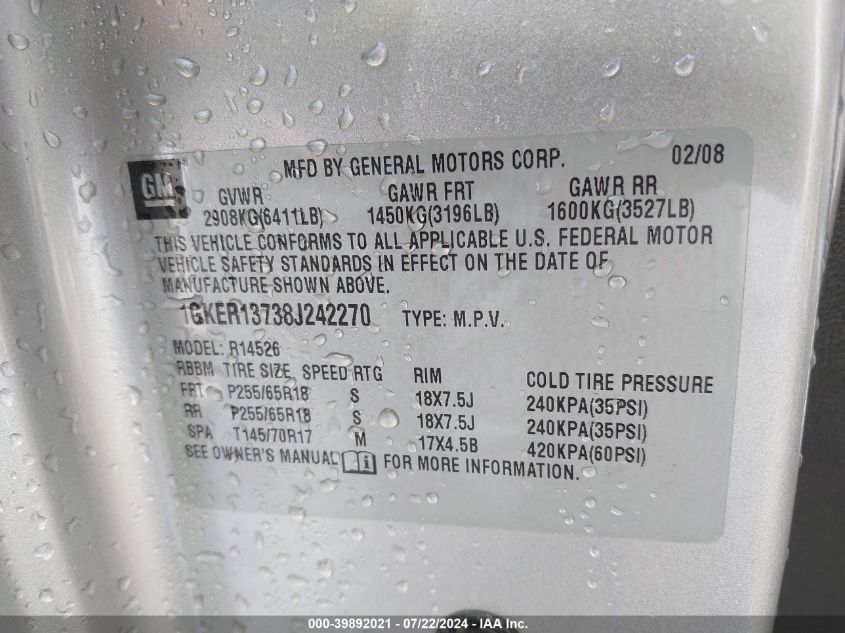 GM
MFD BY GENERAL MOTORS CORP. 02/08
GVWR GAWR FRT GAWR RR
2908KG(6411LB) 1450KG(3196LB) 1600KG(3527LB)
THIS VEHICLE CONFORMS TO ALL APPLICABLE U.S. FEDERAL MOTOR
VEHICLE SAFETY STANDARDS IN EFFECT ON THE DATE OF
MANUFACTURE SHOWN ABOVE.
1GKER13738J242270 TYPE: M.P.V.
MODEL: R14526
RBBM TIRE SIZE SPEED RTG RIM COLD TIRE PRESSURE
FRT P255/65R18 S 18X7.5J 240KPA(35PSI)
RR P255/65R18 S 18X7.5J 240KPA(35PSI)
SPA T145/70R17 M 17X4.5B 420KPA(60PSI)
SEE OWNER'S MANUAL FOR MORE INFORMATION.
000-39892021 - 07/22/2024 - IAA Inc.